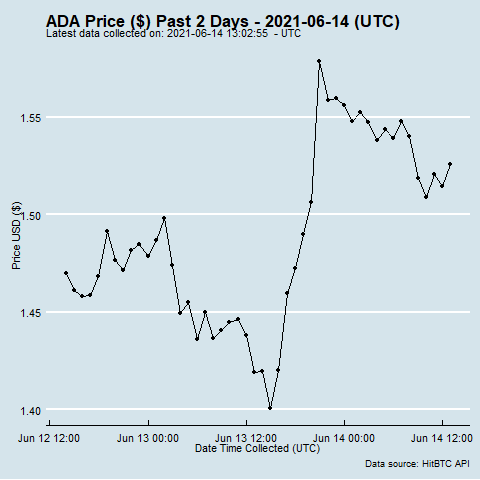 ADA Price ($) Past 2 Days - 2021-06-14 (UTC)
Latest data collected on: 2021-06-14 13:02:55  - UTC
Price USD ($)
1.55
1.50
1.45
1.40
Jun 12 12:00 Jun 13 00:00 Jun 13 12:00 Jun 14 00:00 Jun 14 12:00
Date Time Collected (UTC)
Data source: HitBTC API